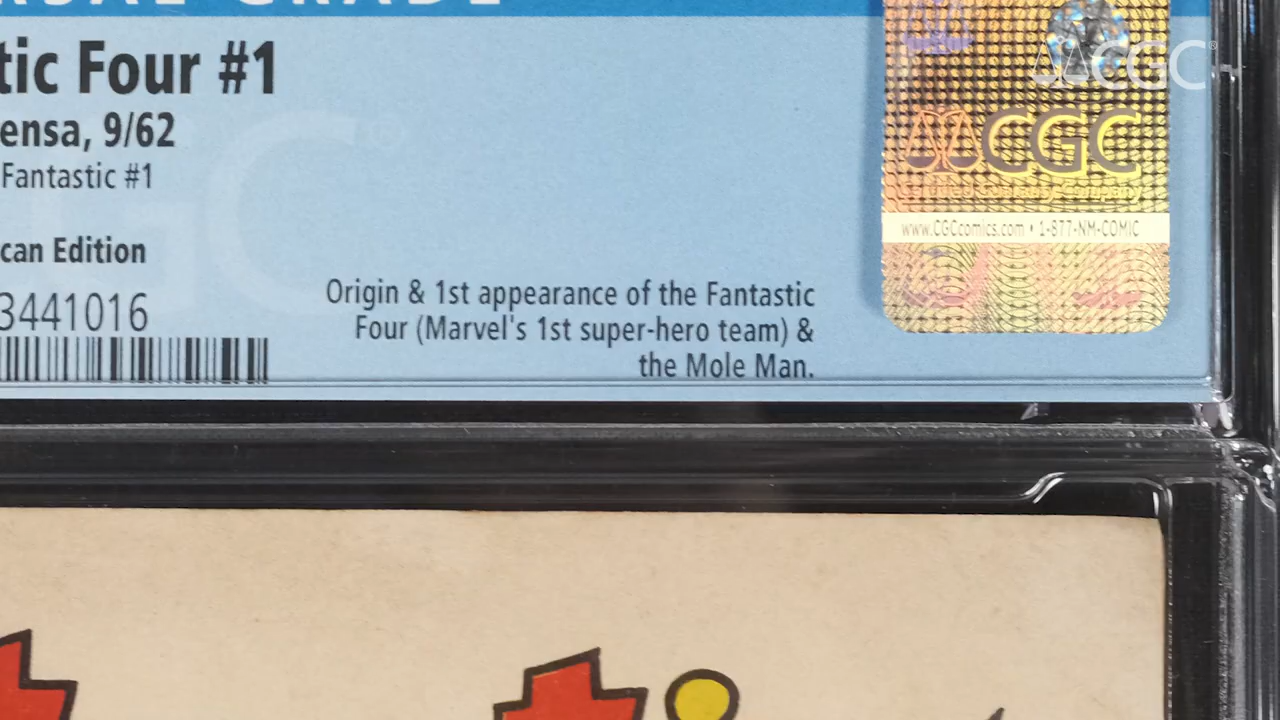 tic Four #1
ensa, 9/62
Fantastic #1
can Edition
3441016
Origin & 1st appearance of the Fantastic
Four (Marvel's 1st super-hero team) &
the Mole Man.
CGC
CGC
www.CGCcomics.com • 1-877-NM-COMIC